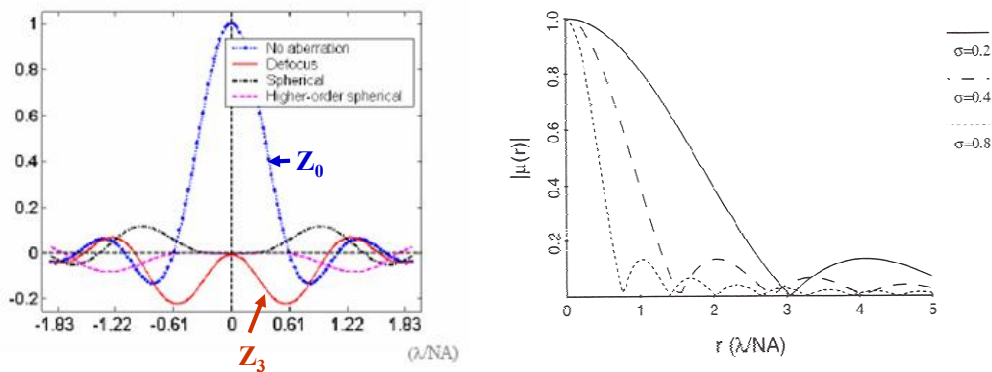 1
0.8
0.6
0.4
0.2
0
-0.2
-1.83
-1.22
-0.61
0
0.61
1.22
1.83
(λ/NA)
No aberration
Defocus
Spherical
Higher-order spherical
Z₀
Z₃
|μ(r)|
1.0
0.8
0.6
0.4
0.2
0
1
2
3
4
5
r (λ/NA)
σ=0.2
σ=0.4
σ=0.8